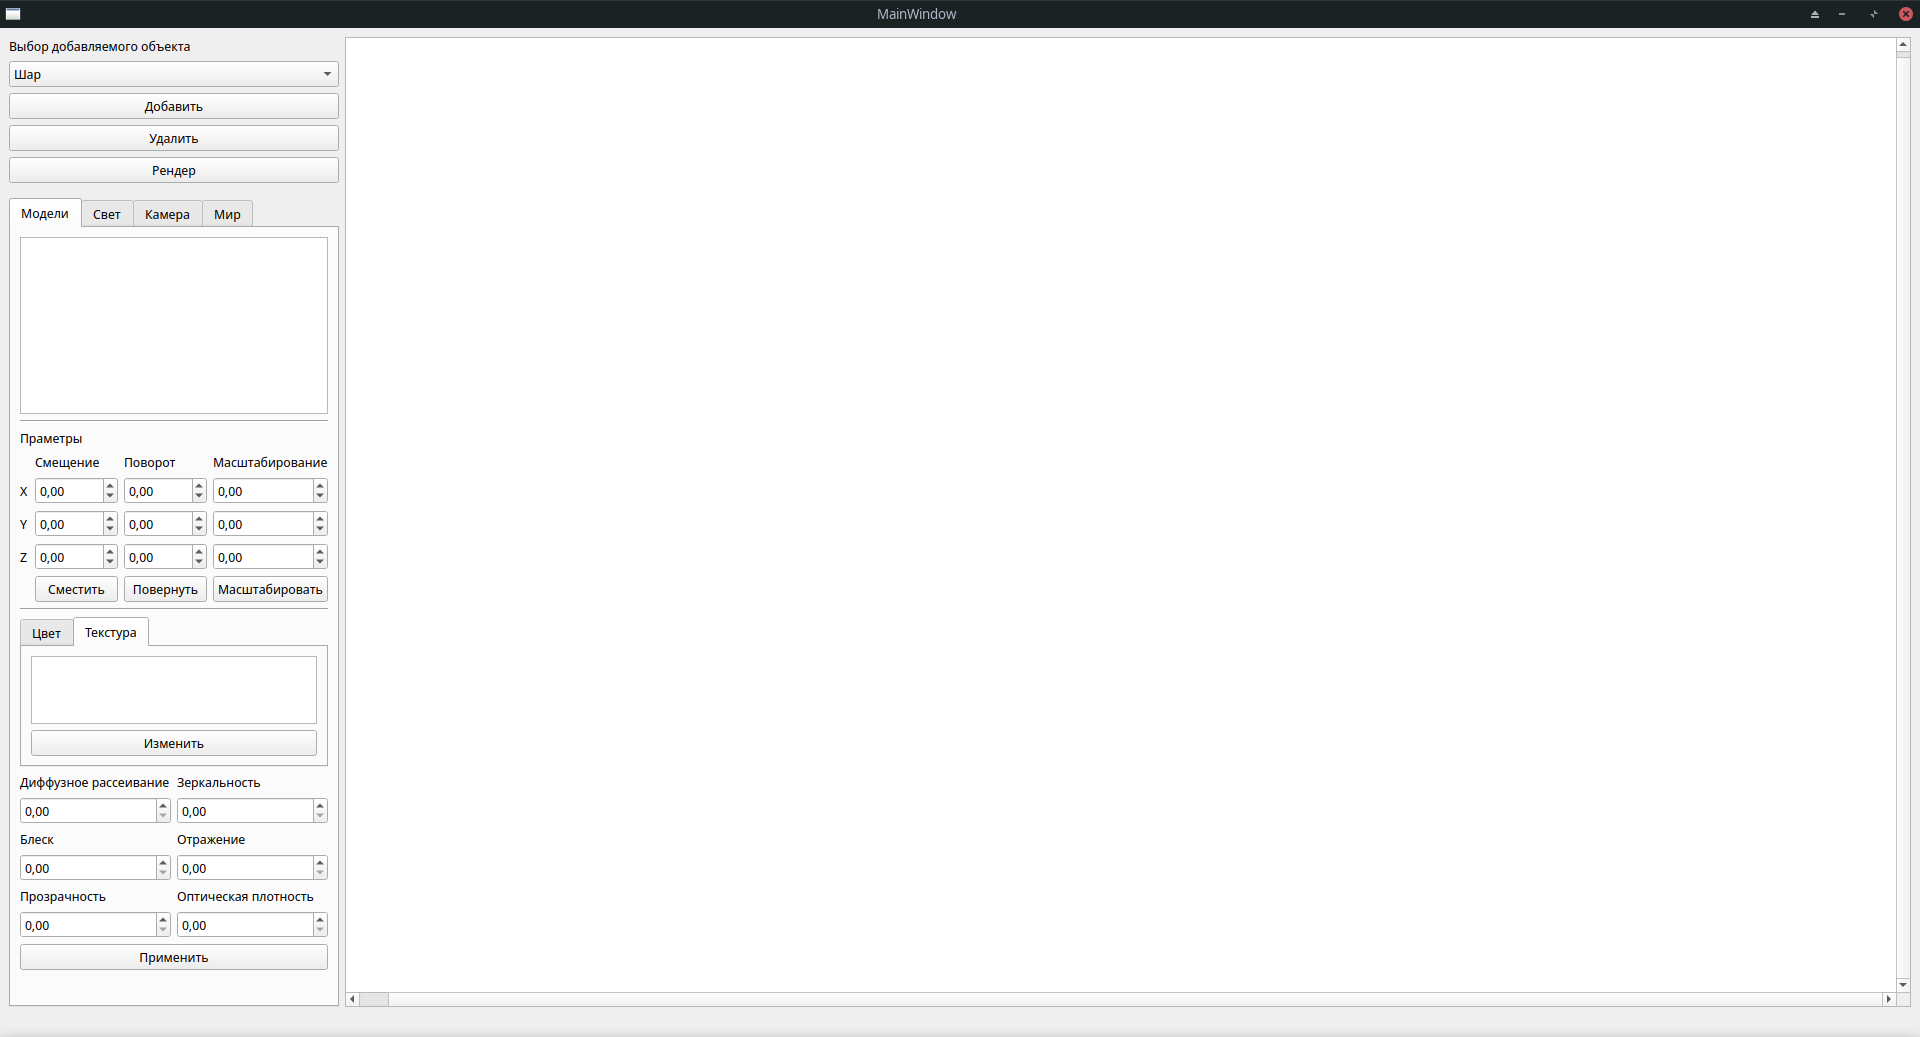 MainWindow
Выбор добавляемого объекта
Шар
Добавить
Удалить
Рендер
Модели Свет Камера Мир
Праметры
Смещение Поворот Масштабирование
X 0,00 0,00 0,00
Y 0,00 0,00 0,00
Z 0,00 0,00 0,00
Сместить Повернуть Масштабировать
Цвет Текстура
Изменить
Диффузное рассеивание Зеркальность
0,00 0,00
Блеск Отражение
0,00 0,00
Прозрачность Оптическая плотность
0,00 0,00
Применить